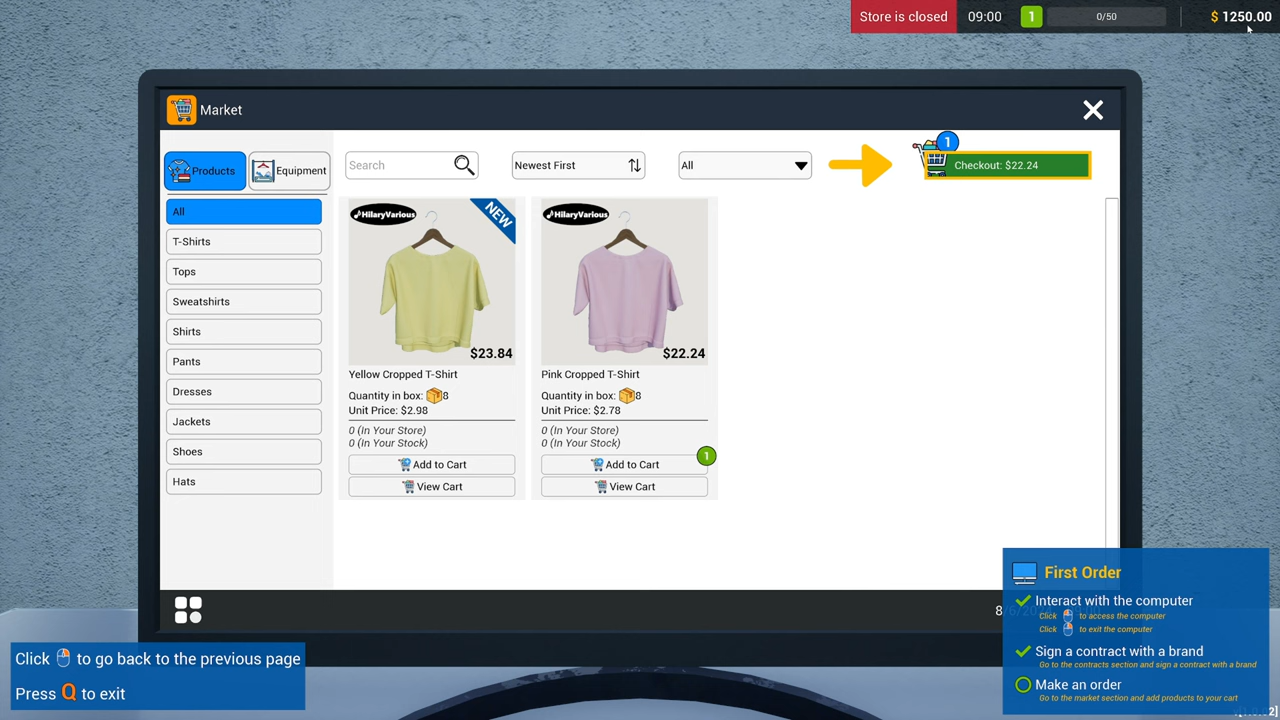 Store is closed 09:00 1 0/50 $ 1250.00
Market
Products Equipment
Search
Newest First
All
1
Checkout: $22.24
All
T-Shirts
Tops
Sweatshirts
Shirts
Pants
Dresses
Jackets
Shoes
Hats
HilaryVarious
NEW
$23.84
Yellow Cropped T-Shirt
Quantity in box: 8
Unit Price: $2.98
0 (In Your Store)
0 (In Your Stock)
Add to Cart
View Cart
HilaryVarious
$22.24
Pink Cropped T-Shirt
Quantity in box: 8
Unit Price: $2.78
0 (In Your Store)
0 (In Your Stock)
Add to Cart
1
View Cart
First Order
Interact with the computer
Click to access the computer
Click to exit the computer
Sign a contract with a brand
Go to the contracts section and sign a contract with a brand
Make an order
Go to the market section and add products to your cart
Click to go back to the previous page
Press Q to exit